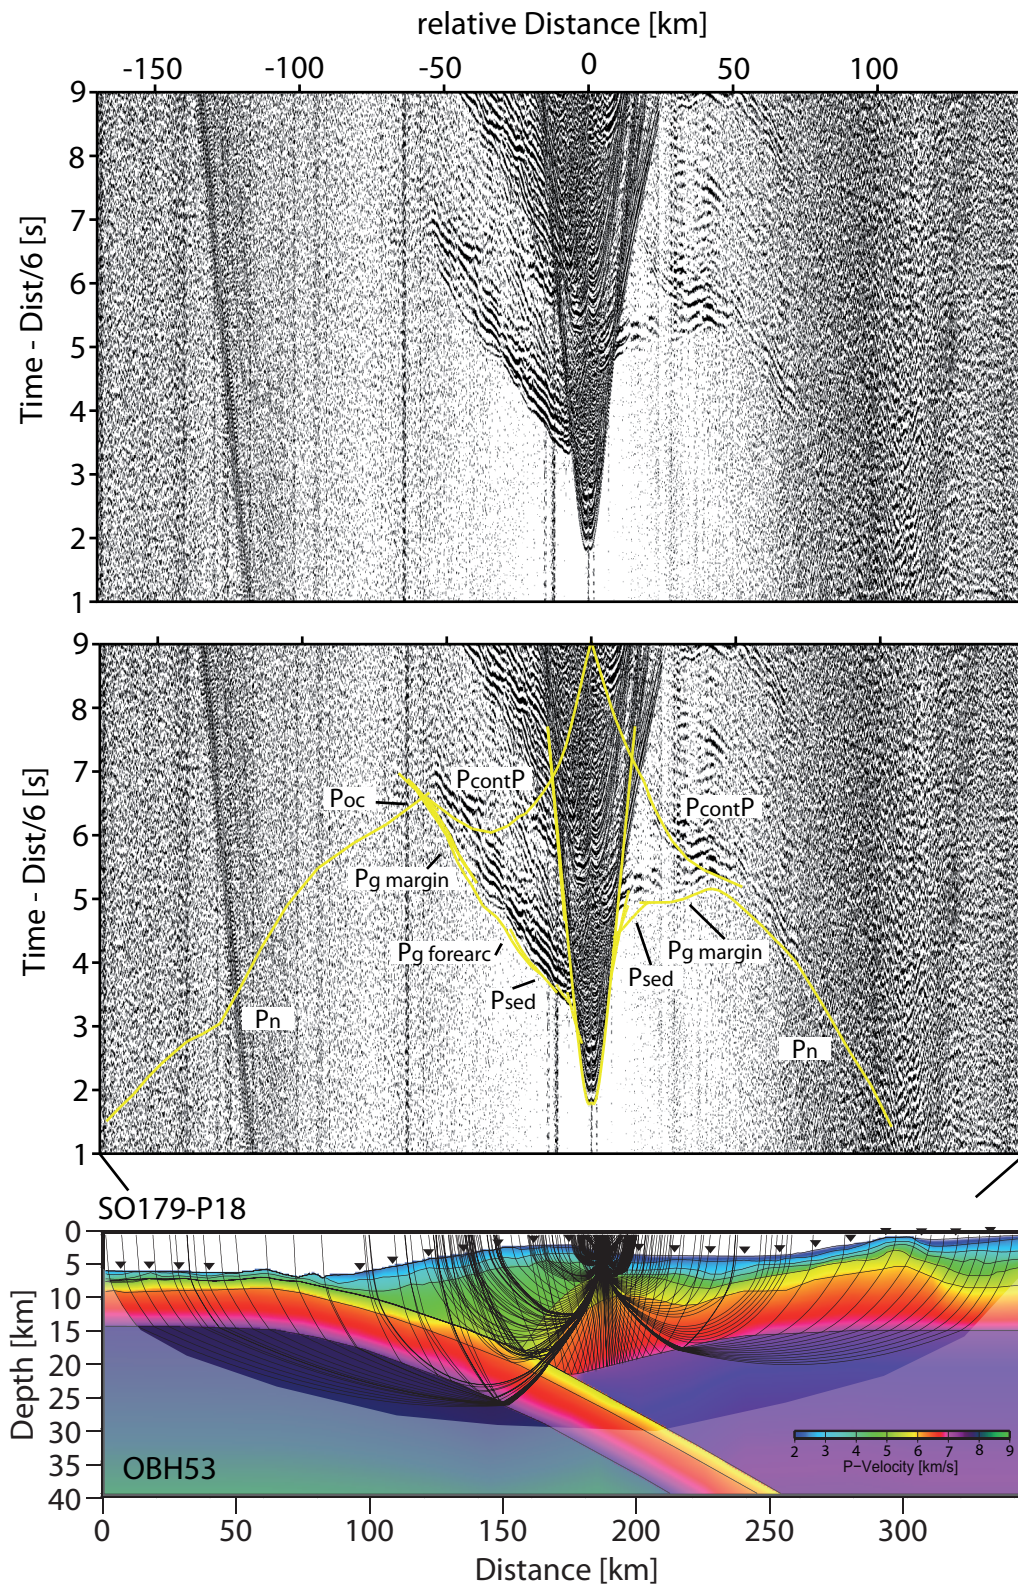 relative Distance [km]
-150 -100 -50 0 50 100
9
8
7
6
5
4
3
2
1
Time - Dist/6 [s]
9
8
7
6
5
4
3
2
1
Time - Dist/6 [s]
Poc
PcontP
PcontP
Pg margin
Pg forearc
Psed
Psed
Pg margin
Pn
Pn
SO179-P18
0
5
10
15
20
25
30
35
40
Depth [km]
OBH53
2 3 4 5 6 7 8 9
P-Velocity [km/s]
0 50 100 150 200 250 300
Distance [km]